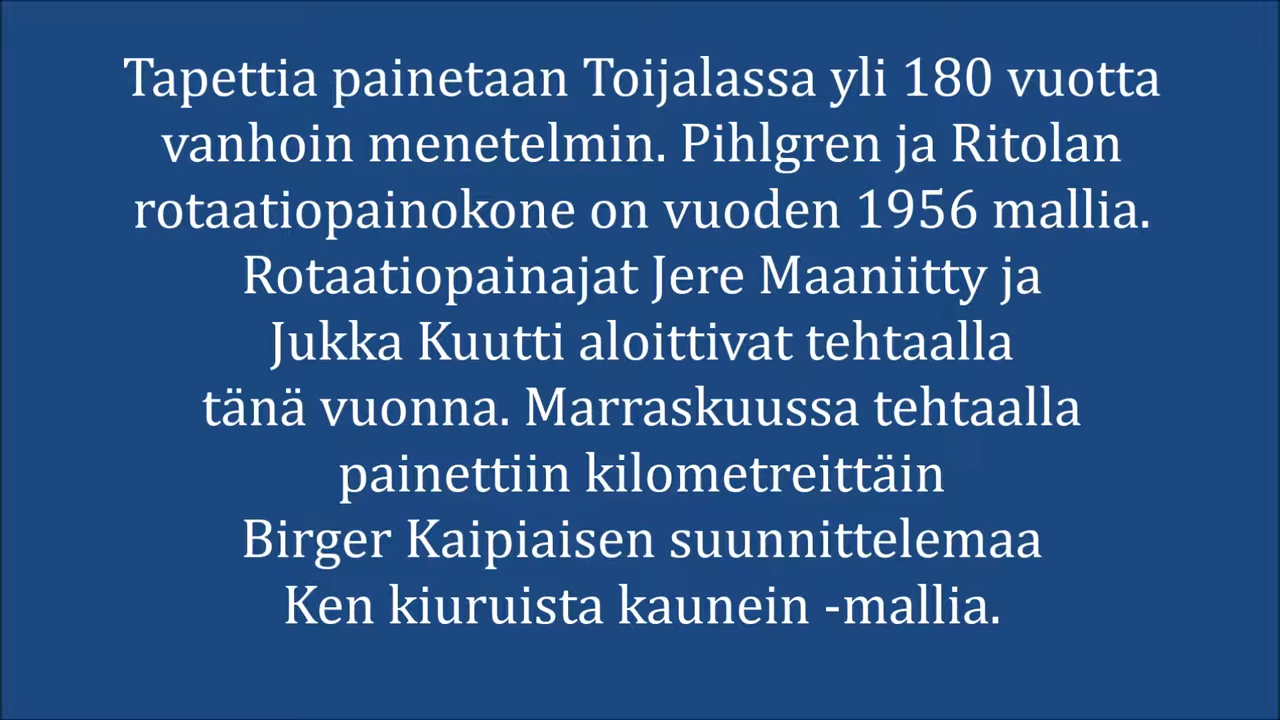 Tapettia painetaan Toijalassa yli 180 vuotta
vanhoin menetelmin. Pihlgren ja Ritolan
rotaatiopainokone on vuoden 1956 mallia.
Rotaatiopainajat Jere Maaniitty ja
Jukka Kuutti aloittivat tehtaalla
tänä vuonna. Marraskuussa tehtaalla
painettiin kilometreittäin
Birger Kaipiaisen suunnittelemaa
Ken kiuruista kaunein -mallia.